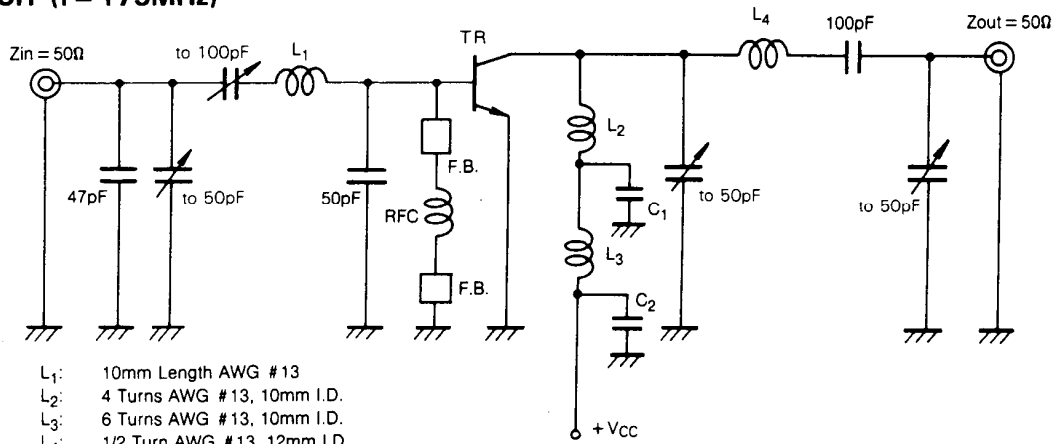 (f = 175MHz)
Zin = 50Ω
to 100pF
L1
TR
L4
100pF
Zout = 50Ω
47pF
to 50pF
50pF
F.B.
RFC
F.B.
L2
C1
L3
C2
to 50pF
to 50pF
+ VCC
L1: 10mm Length AWG #13
L2: 4 Turns AWG #13, 10mm I.D.
L3: 6 Turns AWG #13, 10mm I.D.
1/2 Turn AWG #13, 12mm I.D.